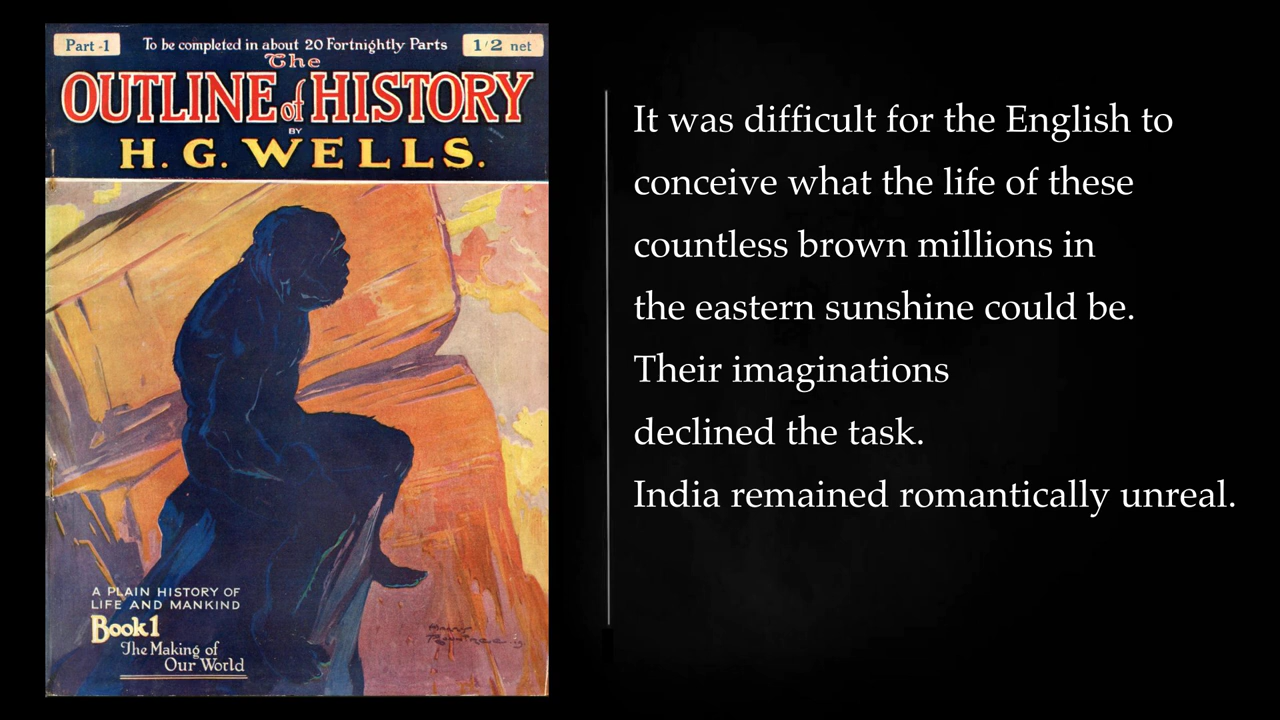 Part -1
To be completed in about 20 Fortnightly Parts
1/2 net
The
OUTLINE of HISTORY
BY
H. G. WELLS.
A PLAIN HISTORY OF
LIFE AND MANKIND
Book 1
The Making of
Our World
It was difficult for the English to
conceive what the life of these
countless brown millions in
the eastern sunshine could be.
Their imaginations
declined the task.
India remained romantically unreal.